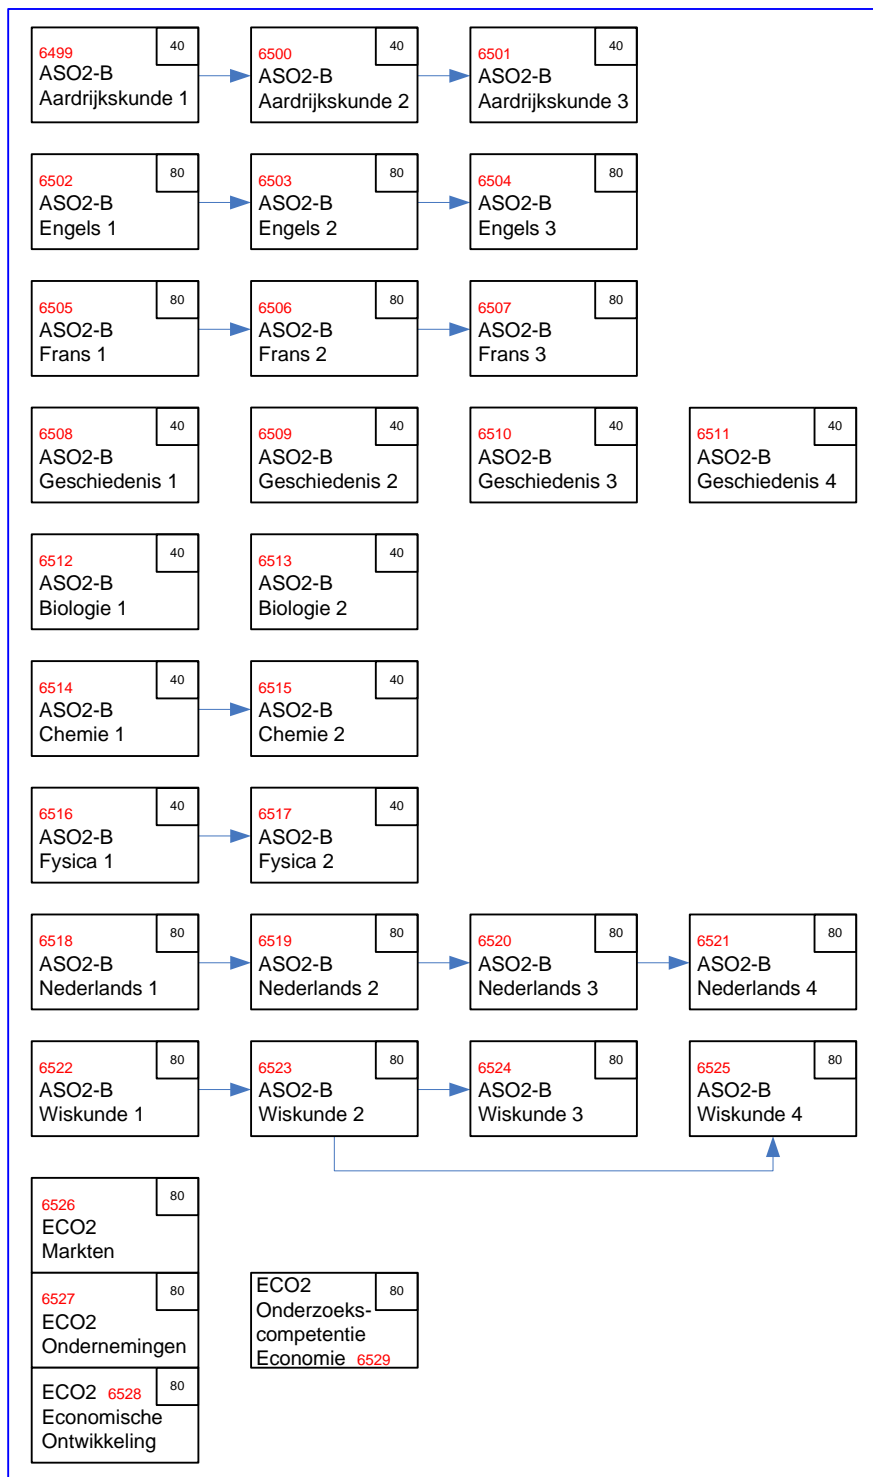 6499 40
ASO2-B
Aardrijkskunde 1
6500 40
ASO2-B
Aardrijkskunde 2
6501 40
ASO2-B
Aardrijkskunde 3
6502 80
ASO2-B
Engels 1
6503 80
ASO2-B
Engels 2
6504 80
ASO2-B
Engels 3
6505 80
ASO2-B
Frans 1
6506 80
ASO2-B
Frans 2
6507 80
ASO2-B
Frans 3
6508 40
ASO2-B
Geschiedenis 1
6509 40
ASO2-B
Geschiedenis 2
6510 40
ASO2-B
Geschiedenis 3
6511 40
ASO2-B
Geschiedenis 4
6512 40
ASO2-B
Biologie 1
6513 40
ASO2-B
Biologie 2
6514 40
ASO2-B
Chemie 1
6515 40
ASO2-B
Chemie 2
6516 40
ASO2-B
Fysica 1
6517 40
ASO2-B
Fysica 2
6518 80
ASO2-B
Nederlands 1
6519 80
ASO2-B
Nederlands 2
6520 80
ASO2-B
Nederlands 3
6521 80
ASO2-B
Nederlands 4
6522 80
ASO2-B
Wiskunde 1
6523 80
ASO2-B
Wiskunde 2
6524 80
ASO2-B
Wiskunde 3
6525 80
ASO2-B
Wiskunde 4
6526 80
ECO2
Markten
6527 80
ECO2
Ondernemingen
ECO2 80
Onderzoeks-
competentie
Economie 6529
ECO2 6528 80
Economische
Ontwikkeling